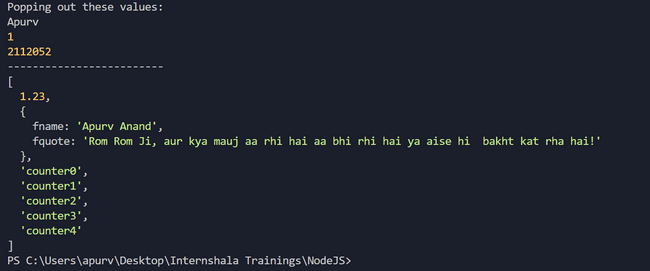 Popping out these values:
Apurv
1
2112052
-------------------------
[
  1.23,
  {
    fname: 'Apurv Anand',
    fquote: 'Rom Rom Ji, aur kya mauj aa rhi hai aa bhi rhi hai ya aise hi  bakht kat rha hai!'
  },
  'counter0',
  'counter1',
  'counter2',
  'counter3',
  'counter4'
]
PS C:\Users\apurv\Desktop\Internshala Trainings\NodeJS>